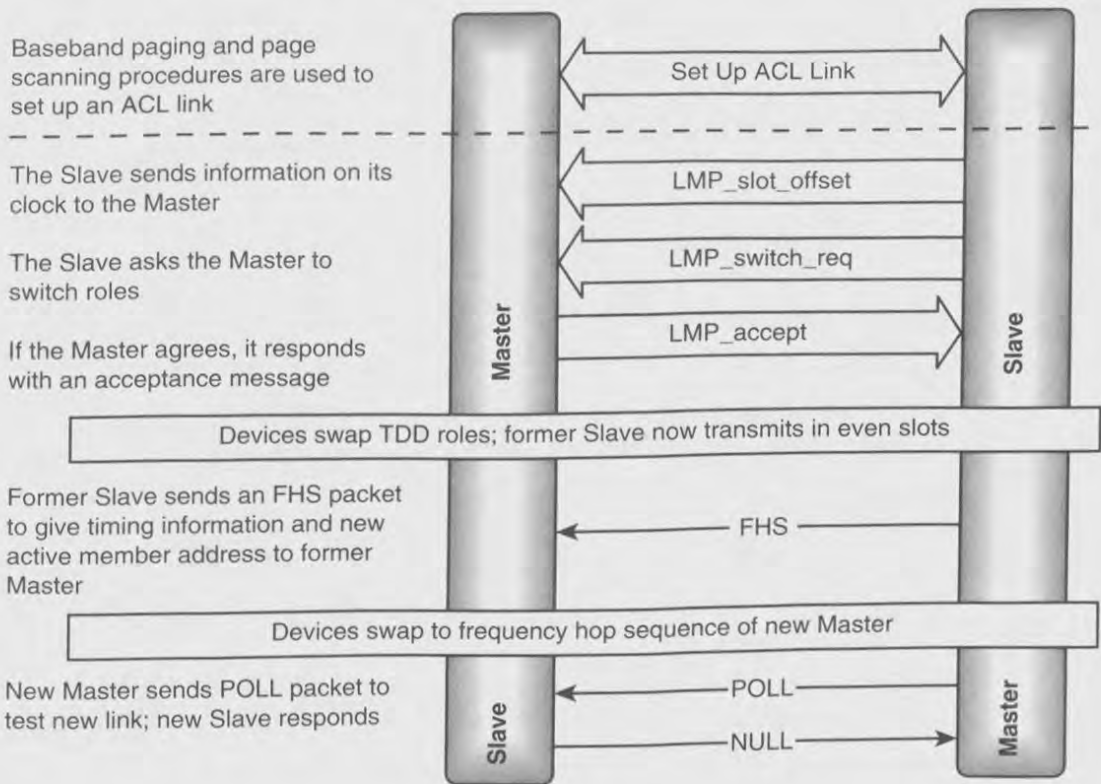 Baseband paging and page
scanning procedures are used to
set up an ACL link
Set Up ACL Link
The Slave sends information on its
clock to the Master
LMP_slot_offset
The Slave asks the Master to
switch roles
LMP_switch_req
Master
Slave
If the Master agrees, it responds
with an acceptance message
LMP_accept
Devices swap TDD roles; former Slave now transmits in even slots
Former Slave sends an FHS packet
to give timing information and new
active member address to former
Master
FHS
Devices swap to frequency hop sequence of new Master
New Master sends POLL packet to
test new link; new Slave responds
POLL
NULL
Slave
Master